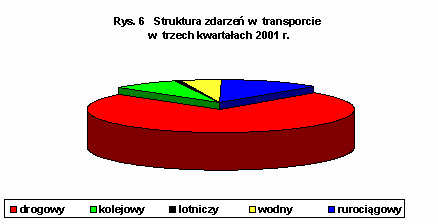 Rys. 6 Struktura zdarzeń w transporcie
w trzech kwartałach 2001 r.
drogowy kolejowy lotniczy wodny rurociągowy